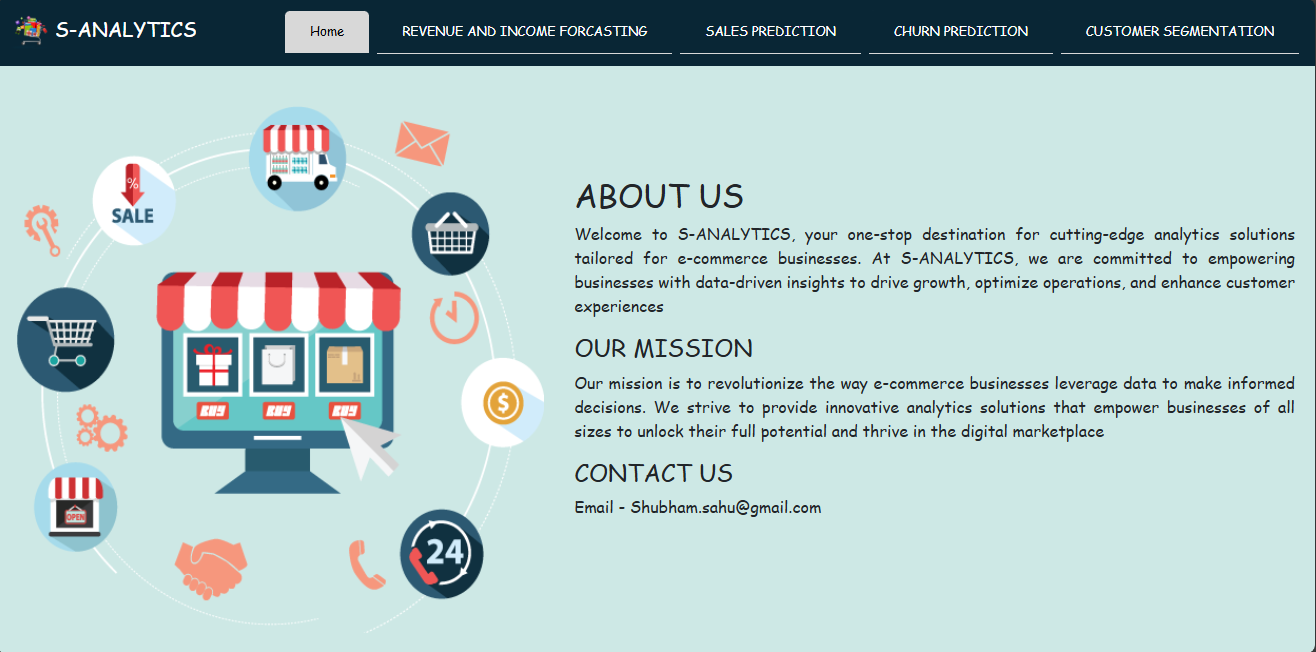 S-ANALYTICS
Home
REVENUE AND INCOME FORCASTING
SALES PREDICTION
CHURN PREDICTION
CUSTOMER SEGMENTATION
%
SALE
BUY
BUY
BUY
OPEN
24
ABOUT US
Welcome to S-ANALYTICS, your one-stop destination for cutting-edge analytics solutions
tailored for e-commerce businesses. At S-ANALYTICS, we are committed to empowering
businesses with data-driven insights to drive growth, optimize operations, and enhance customer
experiences
OUR MISSION
Our mission is to revolutionize the way e-commerce businesses leverage data to make informed
decisions. We strive to provide innovative analytics solutions that empower businesses of all
sizes to unlock their full potential and thrive in the digital marketplace
CONTACT US
Email - Shubham.sahu@gmail.com